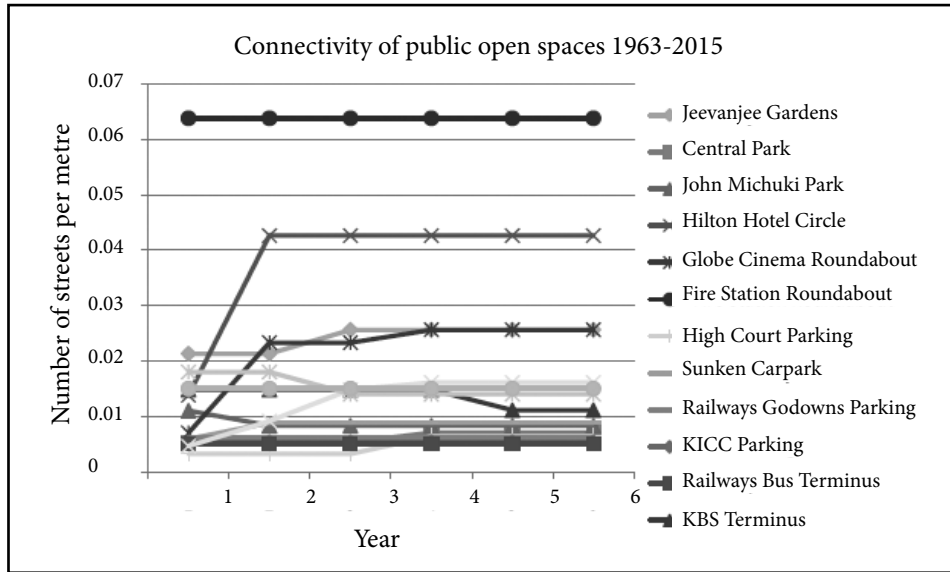 Connectivity of public open spaces 1963-2015
Number of streets per metre
0.07
0.06
0.05
0.04
0.03
0.02
0.01
0
1 2 3 4 5 6
Year
Jeevanjee Gardens
Central Park
John Michuki Park
Hilton Hotel Circle
Globe Cinema Roundabout
Fire Station Roundabout
High Court Parking
Sunken Carpark
Railways Godowns Parking
KICC Parking
Railways Bus Terminus
KBS Terminus